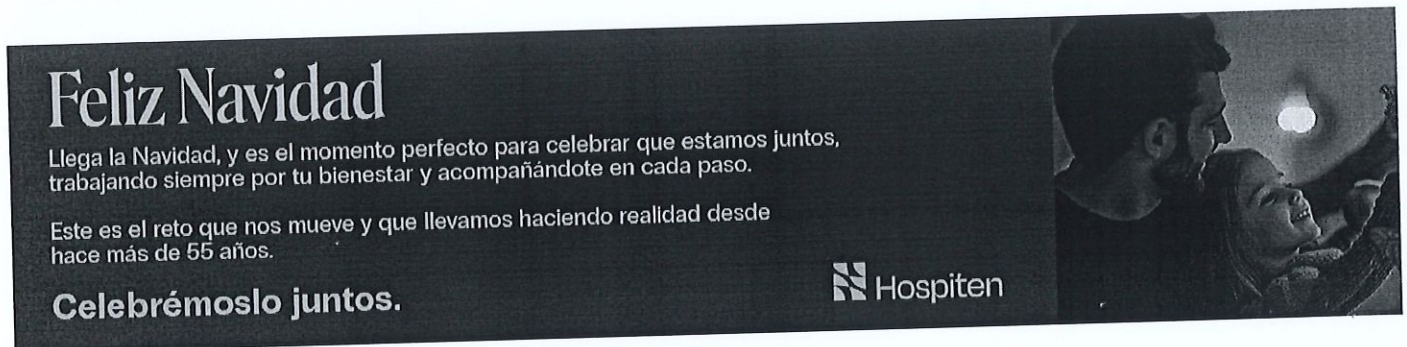 Feliz Navidad
Llega la Navidad, y es el momento perfecto para celebrar que estamos juntos,
trabajando siempre por tu bienestar y acompañándote en cada paso.
Este es el reto que nos mueve y que llevamos haciendo realidad desde
hace más de 55 años.
Celebrémoslo juntos.
Hospiten